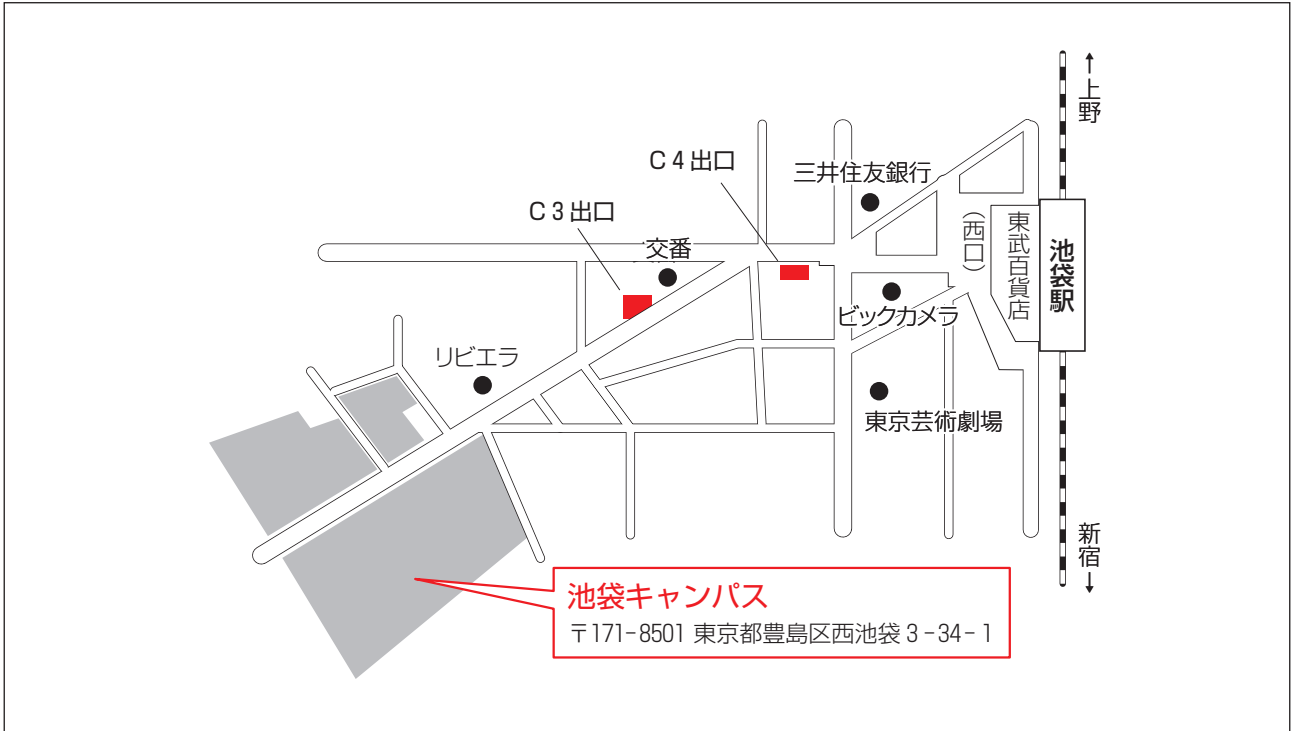 ↑上野
C4出口
三井住友銀行
C3出口
交番
(西口)
東武百貨店
池袋駅
ビックカメラ
リビエラ
東京芸術劇場
新宿↓
池袋キャンパス
〒171-8501 東京都豊島区西池袋3-34-1